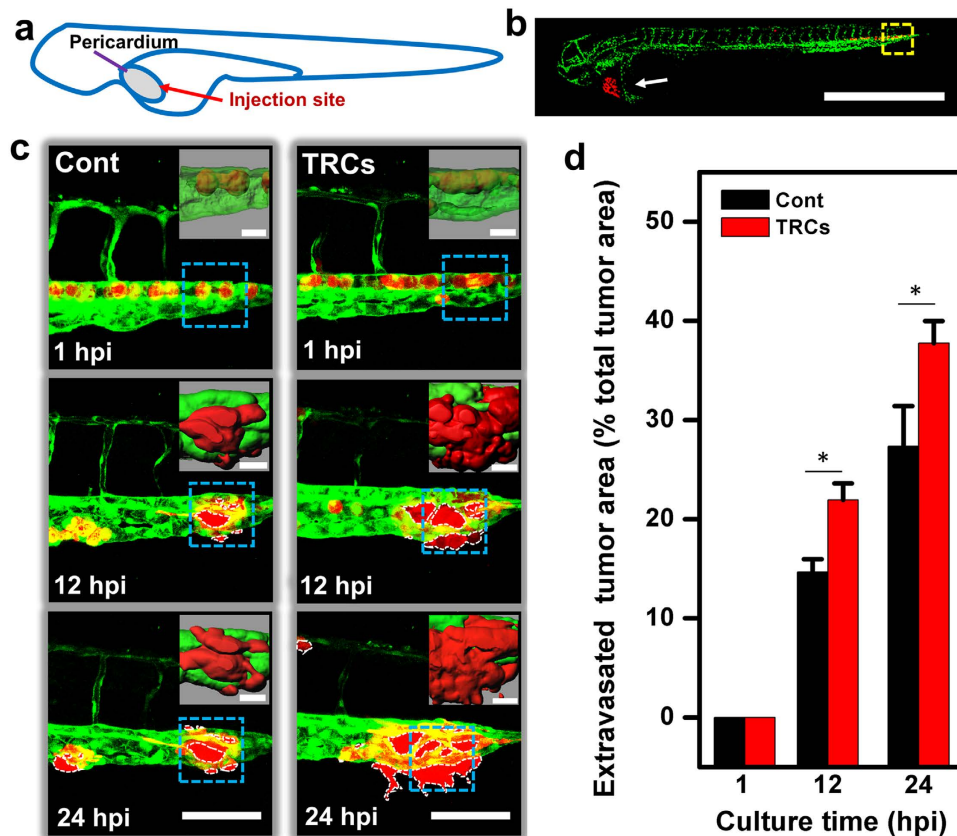 a
Pericardium
Injection site
b
c
Cont
1 hpi
TRCs
1 hpi
12 hpi
12 hpi
24 hpi
24 hpi
d
Extravasated tumor area (% total tumor area)
50
40
30
20
10
0
Cont
TRCs
*
*
1 12 24
Culture time (hpi)